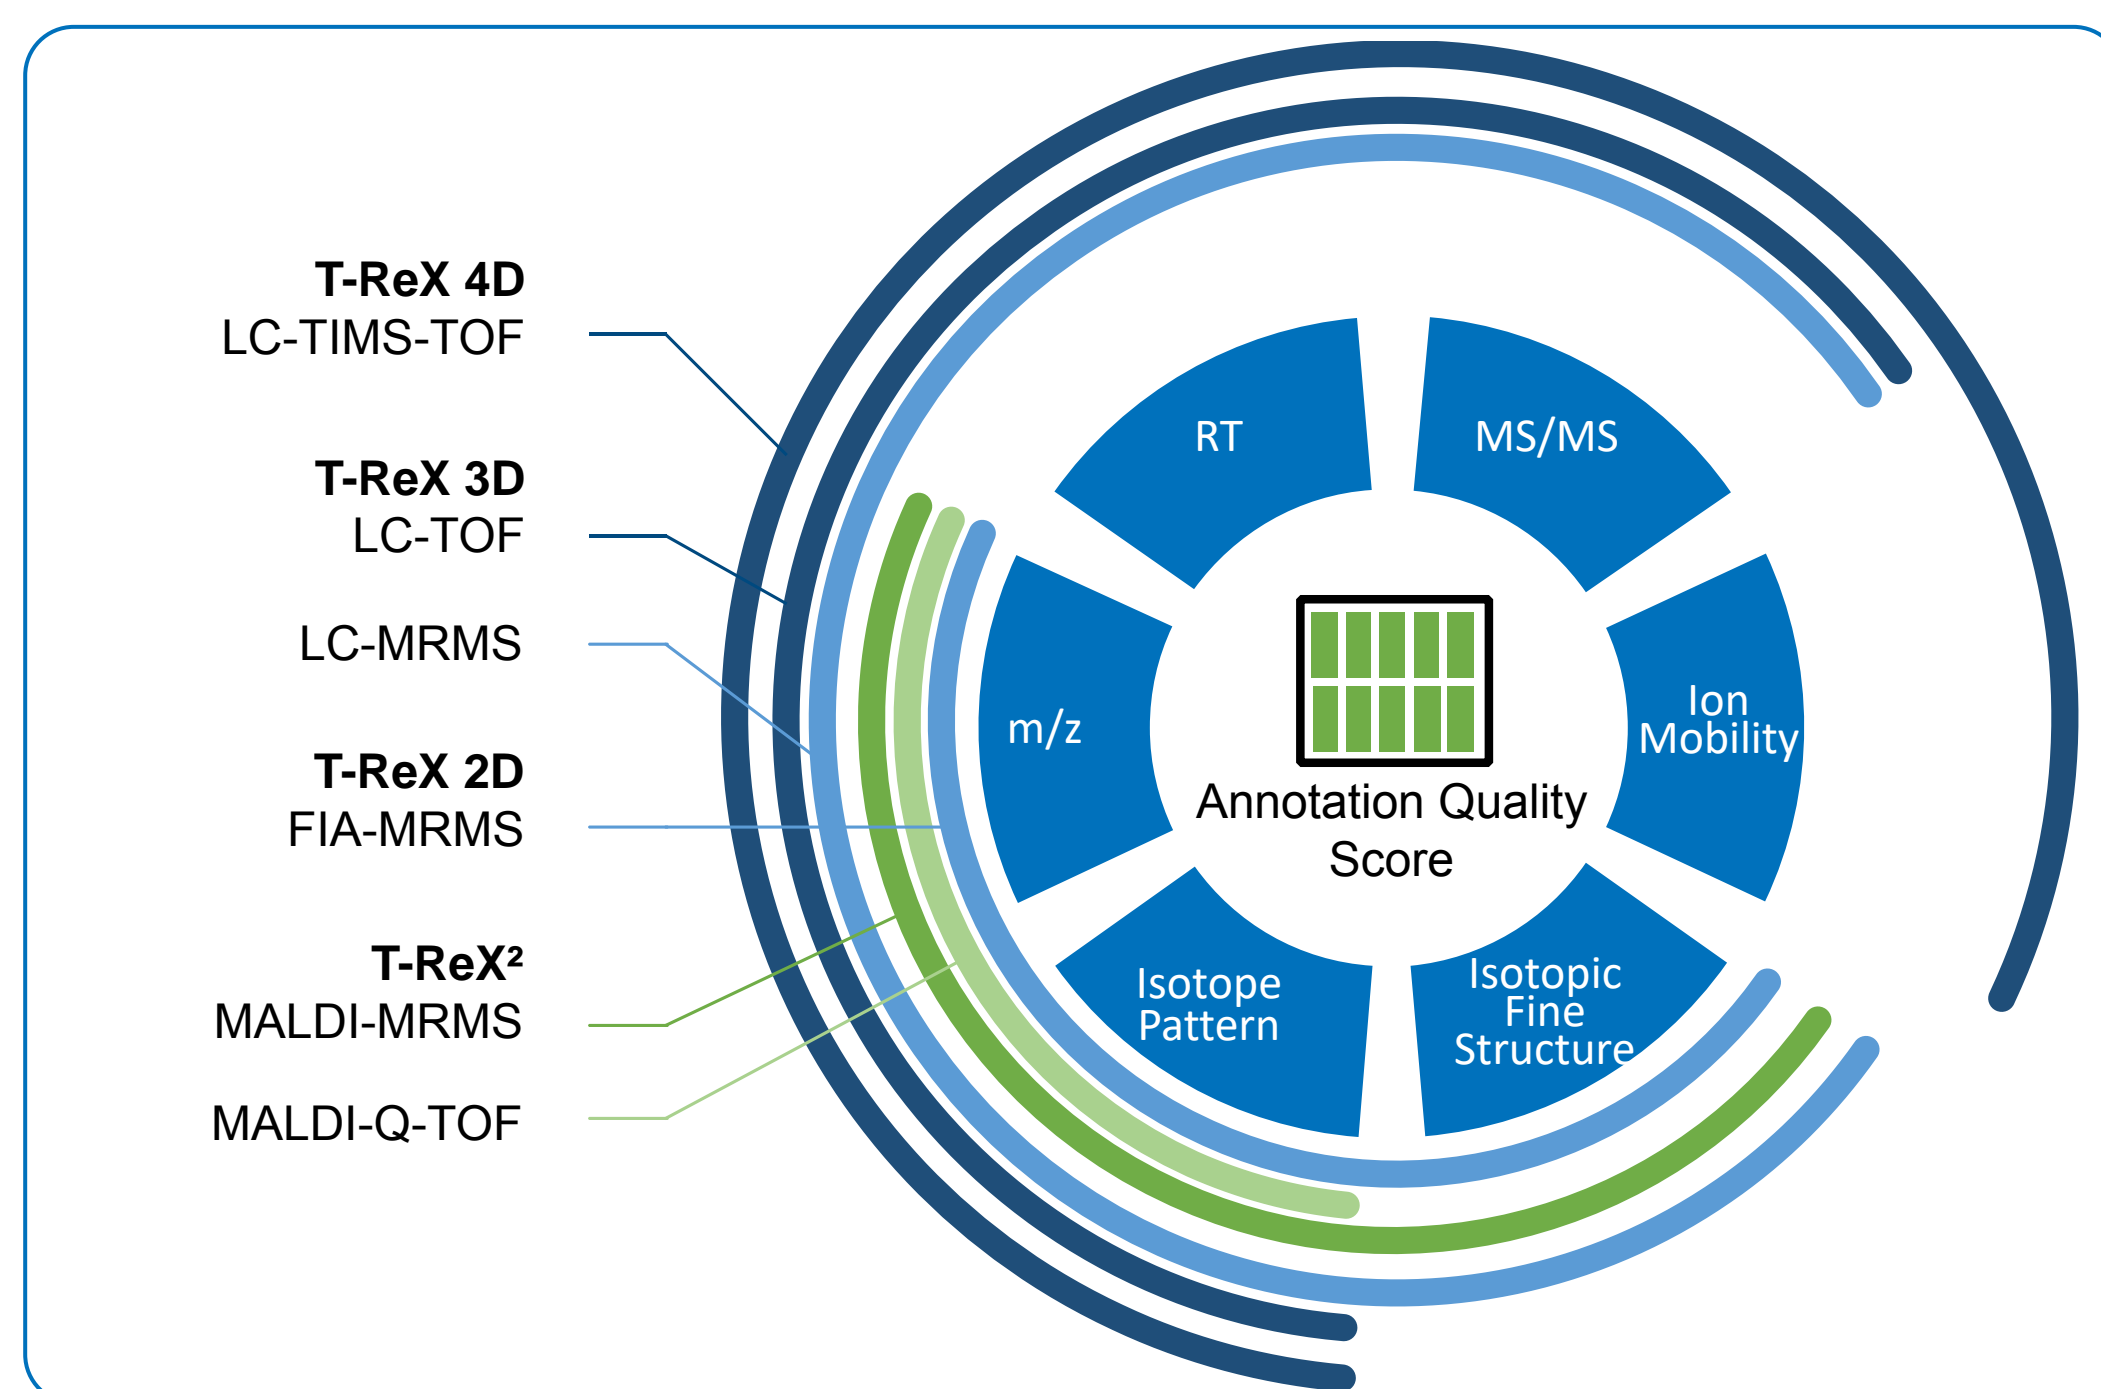 T-ReX 4D
LC-TIMS-TOF
T-ReX 3D
LC-TOF
LC-MRMS
T-ReX 2D
FIA-MRMS
T-ReX²
MALDI-MRMS
MALDI-Q-TOF
RT
MS/MS
m/z
Ion
Mobility
Annotation Quality
Score
Isotope
Pattern
Isotopic
Fine
Structure